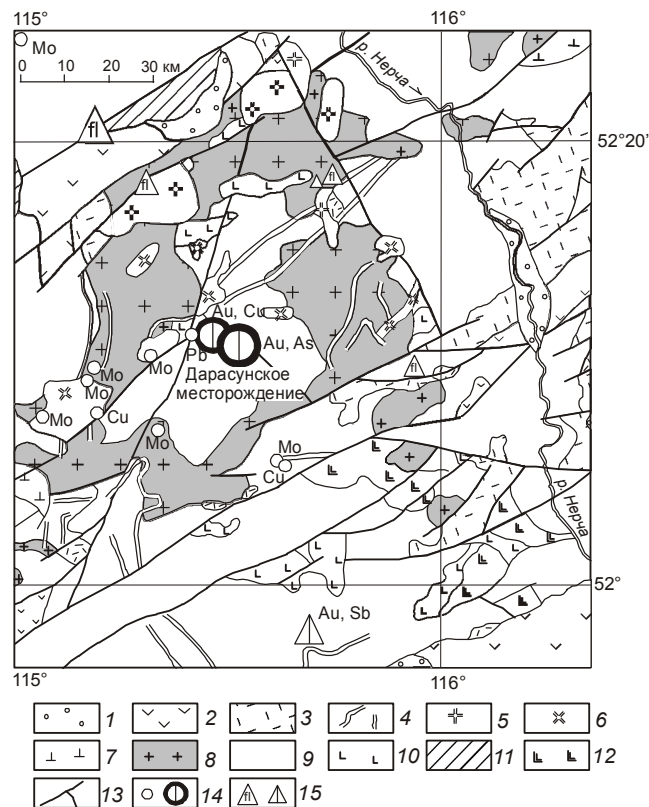 115° 116°
Mo
0 10 20 30 км
р. Нерча
fl
52°20'
fl
fl
Au, Cu
Au, As
Pb
Дарасунское
месторождение
Mo
fl
Mo
Mo
Mo
Cu
Mo
Mo
Cu
р. Нерча
52°
Au, Sb
115° 116°
1 2 3 4 5 6
7 8 9 10 11 12
13 14 fl 15